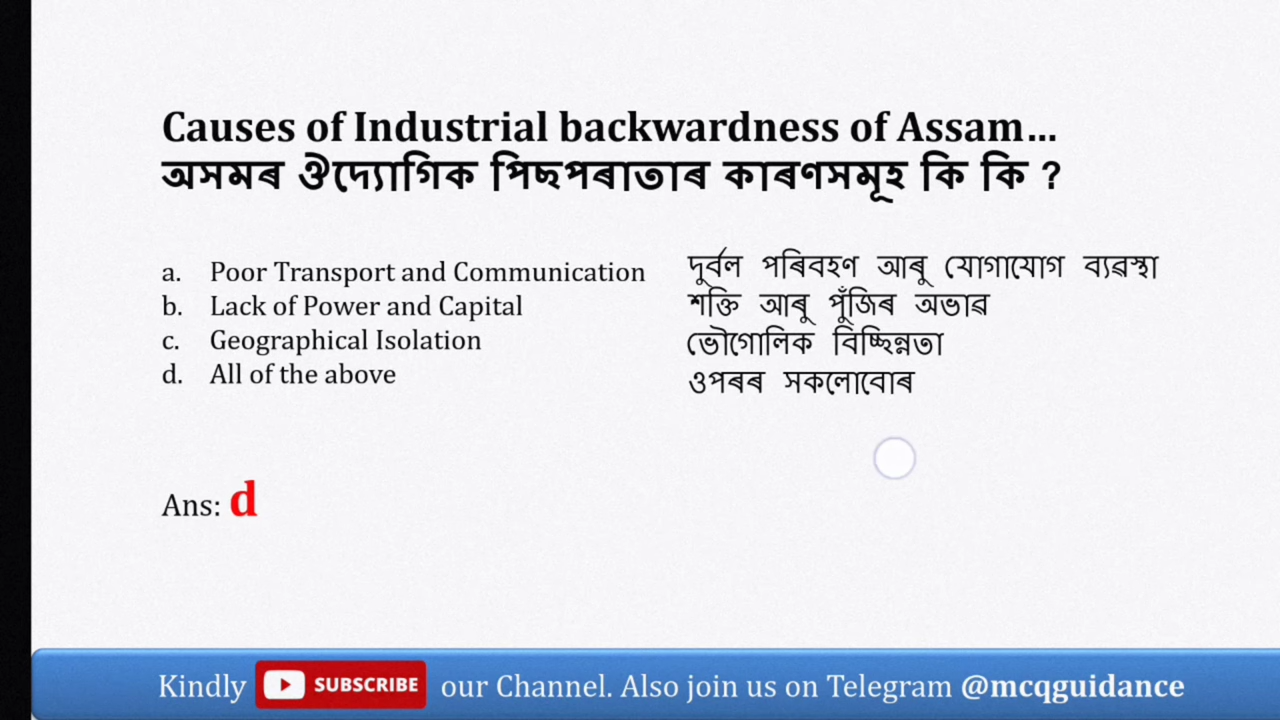 Causes of Industrial backwardness of Assam…
অসমৰ ঔদ্যোগিক পিছপৰাতাৰ কাৰণসমূহ কি কি ?
a. Poor Transport and Communication
b. Lack of Power and Capital
c. Geographical Isolation
d. All of the above
দুৰ্বল পৰিবহণ আৰু যোগাযোগ ব্যৱস্থা
শক্তি আৰু পুঁজিৰ অভাৱ
ভৌগোলিক বিচ্ছিন্নতা
ওপৰৰ সকলোবোৰ
Ans: d
Kindly SUBSCRIBE our Channel. Also join us on Telegram @mcqguidance